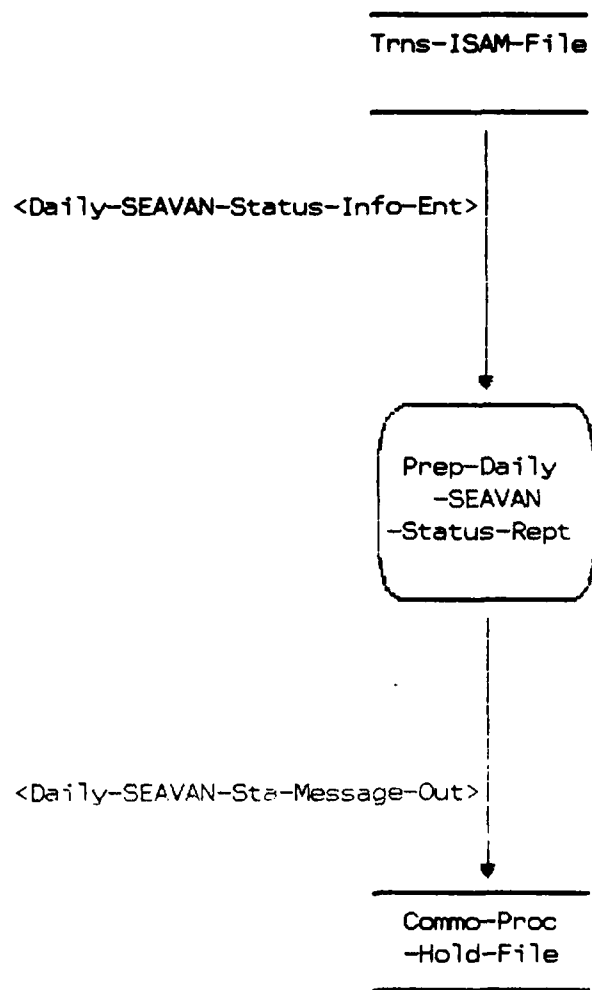 Trns-ISAM-File
<Daily-SEAVAN-Status-Info-Ent>
Prep-Daily
-SEAVAN
-Status-Rept
<Daily-SEAVAN-Sta-Message-Out>
Commo-Proc
-Hold-File